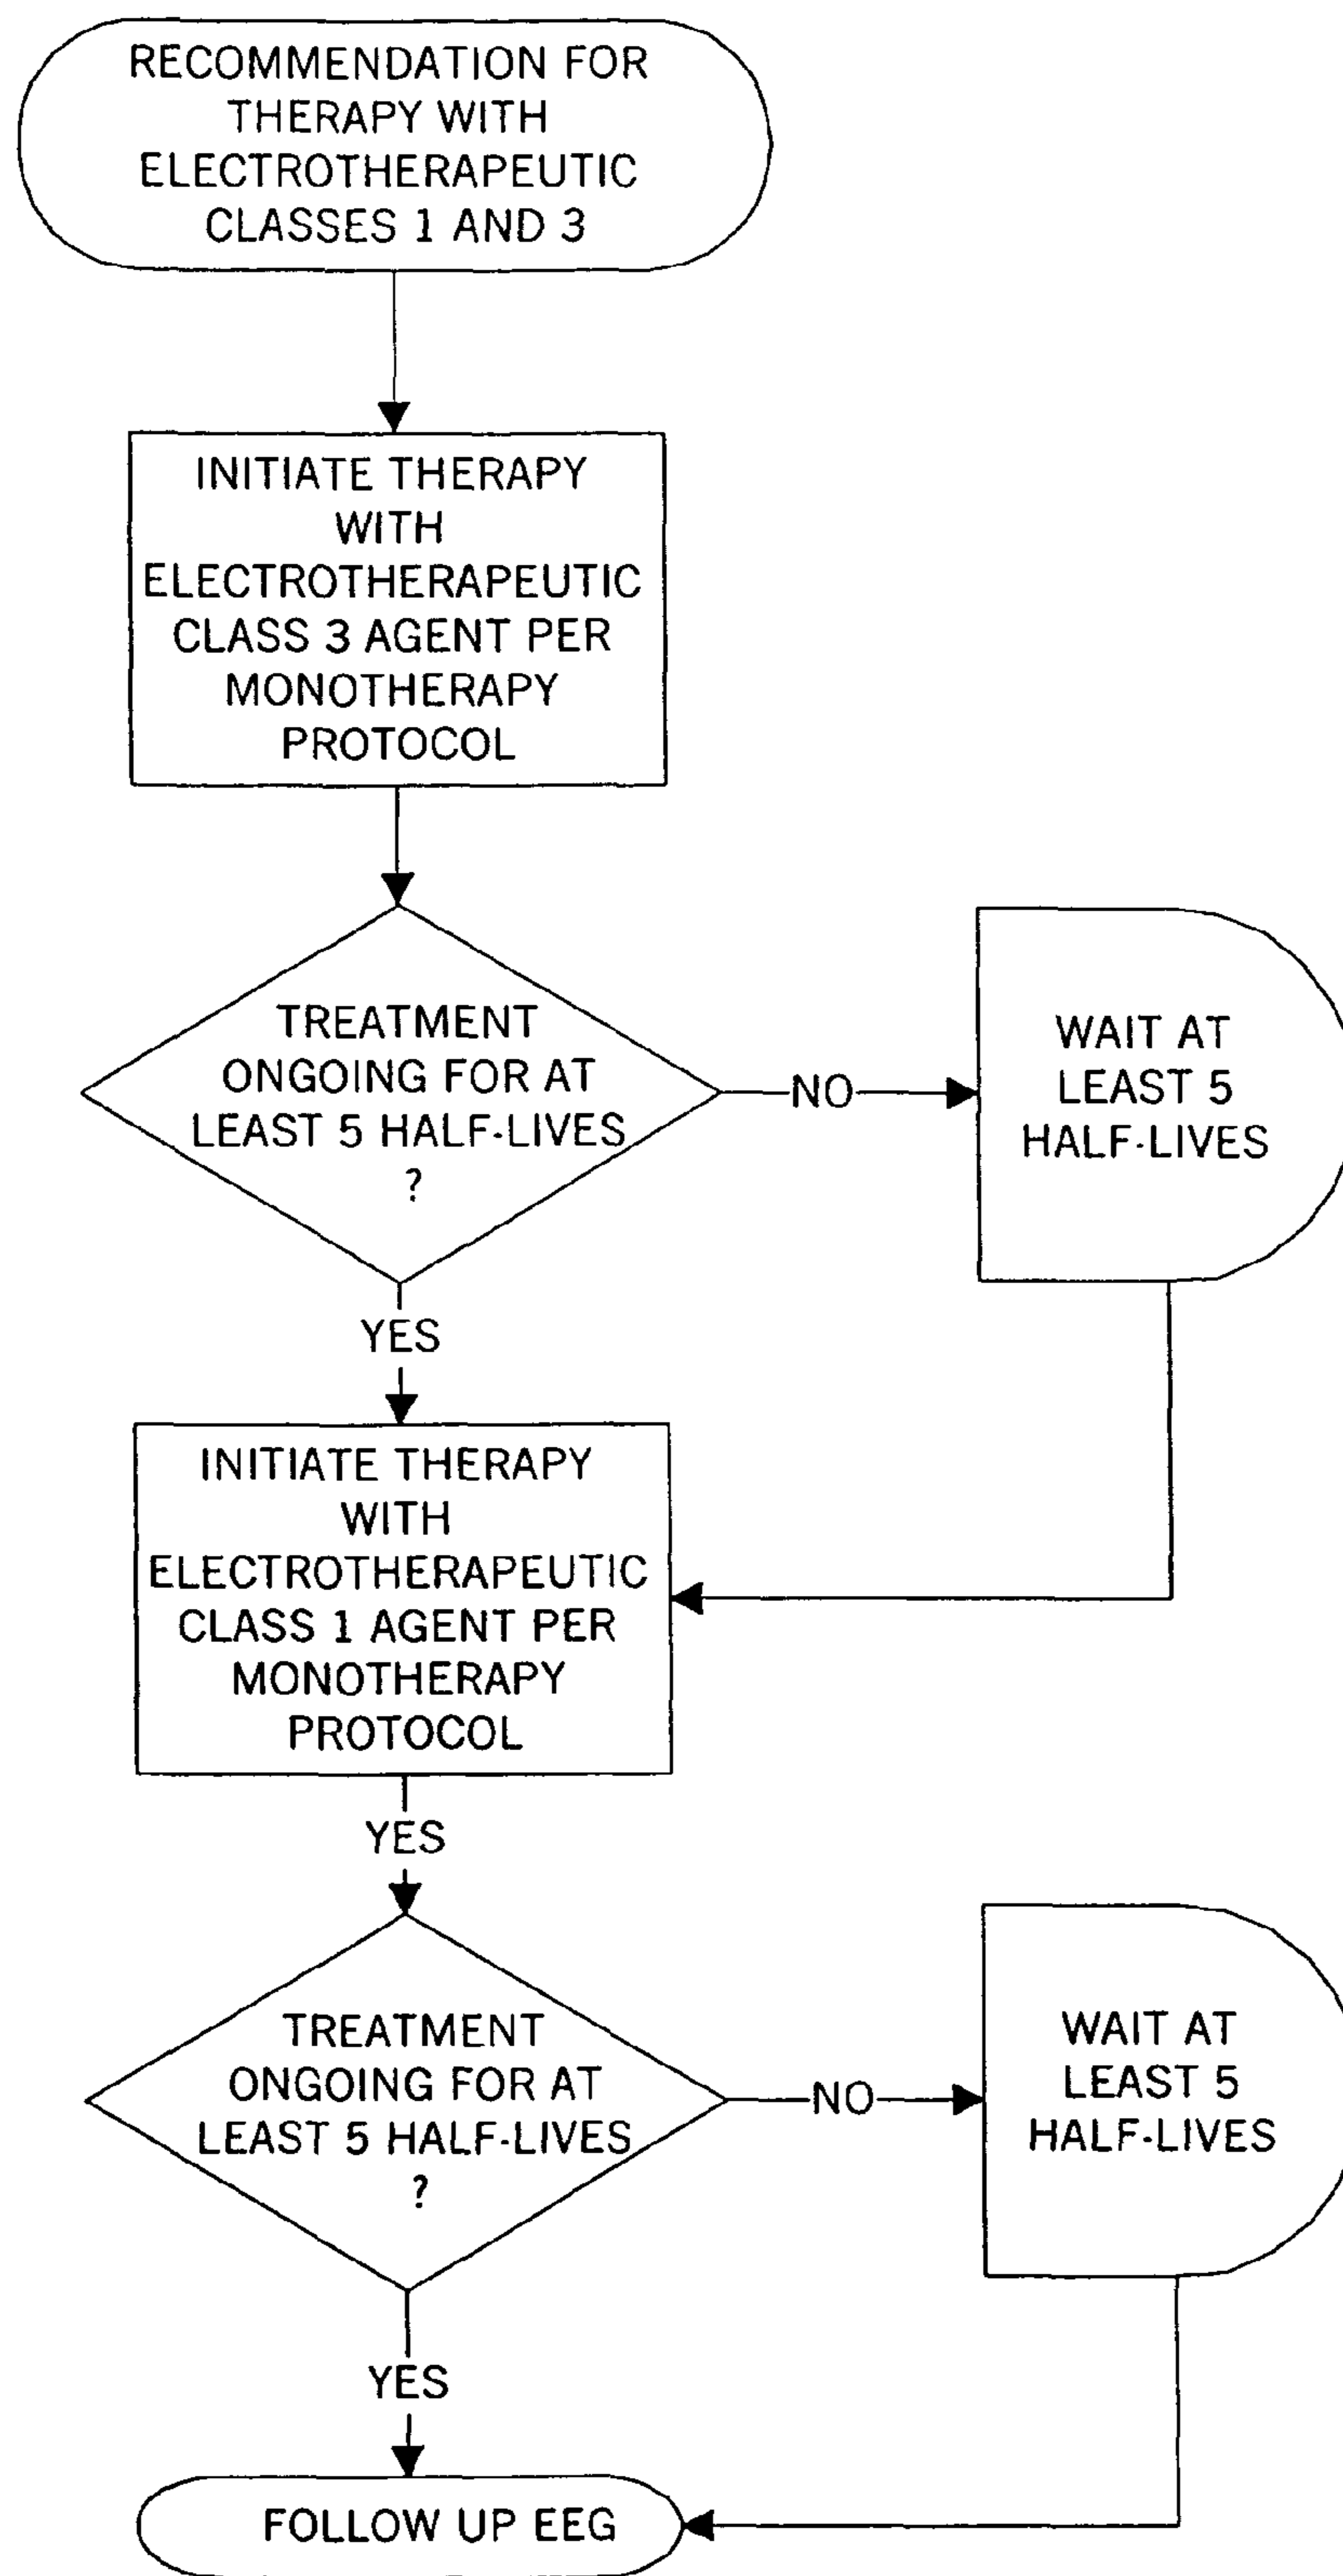 RECOMMENDATION FOR
THERAPY WITH
ELECTROTHERAPEUTIC
CLASSES 1 AND 3
INITIATE THERAPY
WITH
ELECTROTHERAPEUTIC
CLASS 3 AGENT PER
MONOTHERAPY
PROTOCOL
TREATMENT
ONGOING FOR AT
LEAST 5 HALF-LIVES
?
NO
WAIT AT
LEAST 5
HALF-LIVES
YES
INITIATE THERAPY
WITH
ELECTROTHERAPEUTIC
CLASS 1 AGENT PER
MONOTHERAPY
PROTOCOL
YES
TREATMENT
ONGOING FOR AT
LEAST 5 HALF-LIVES
?
NO
WAIT AT
LEAST 5
HALF-LIVES
YES
FOLLOW UP EEG